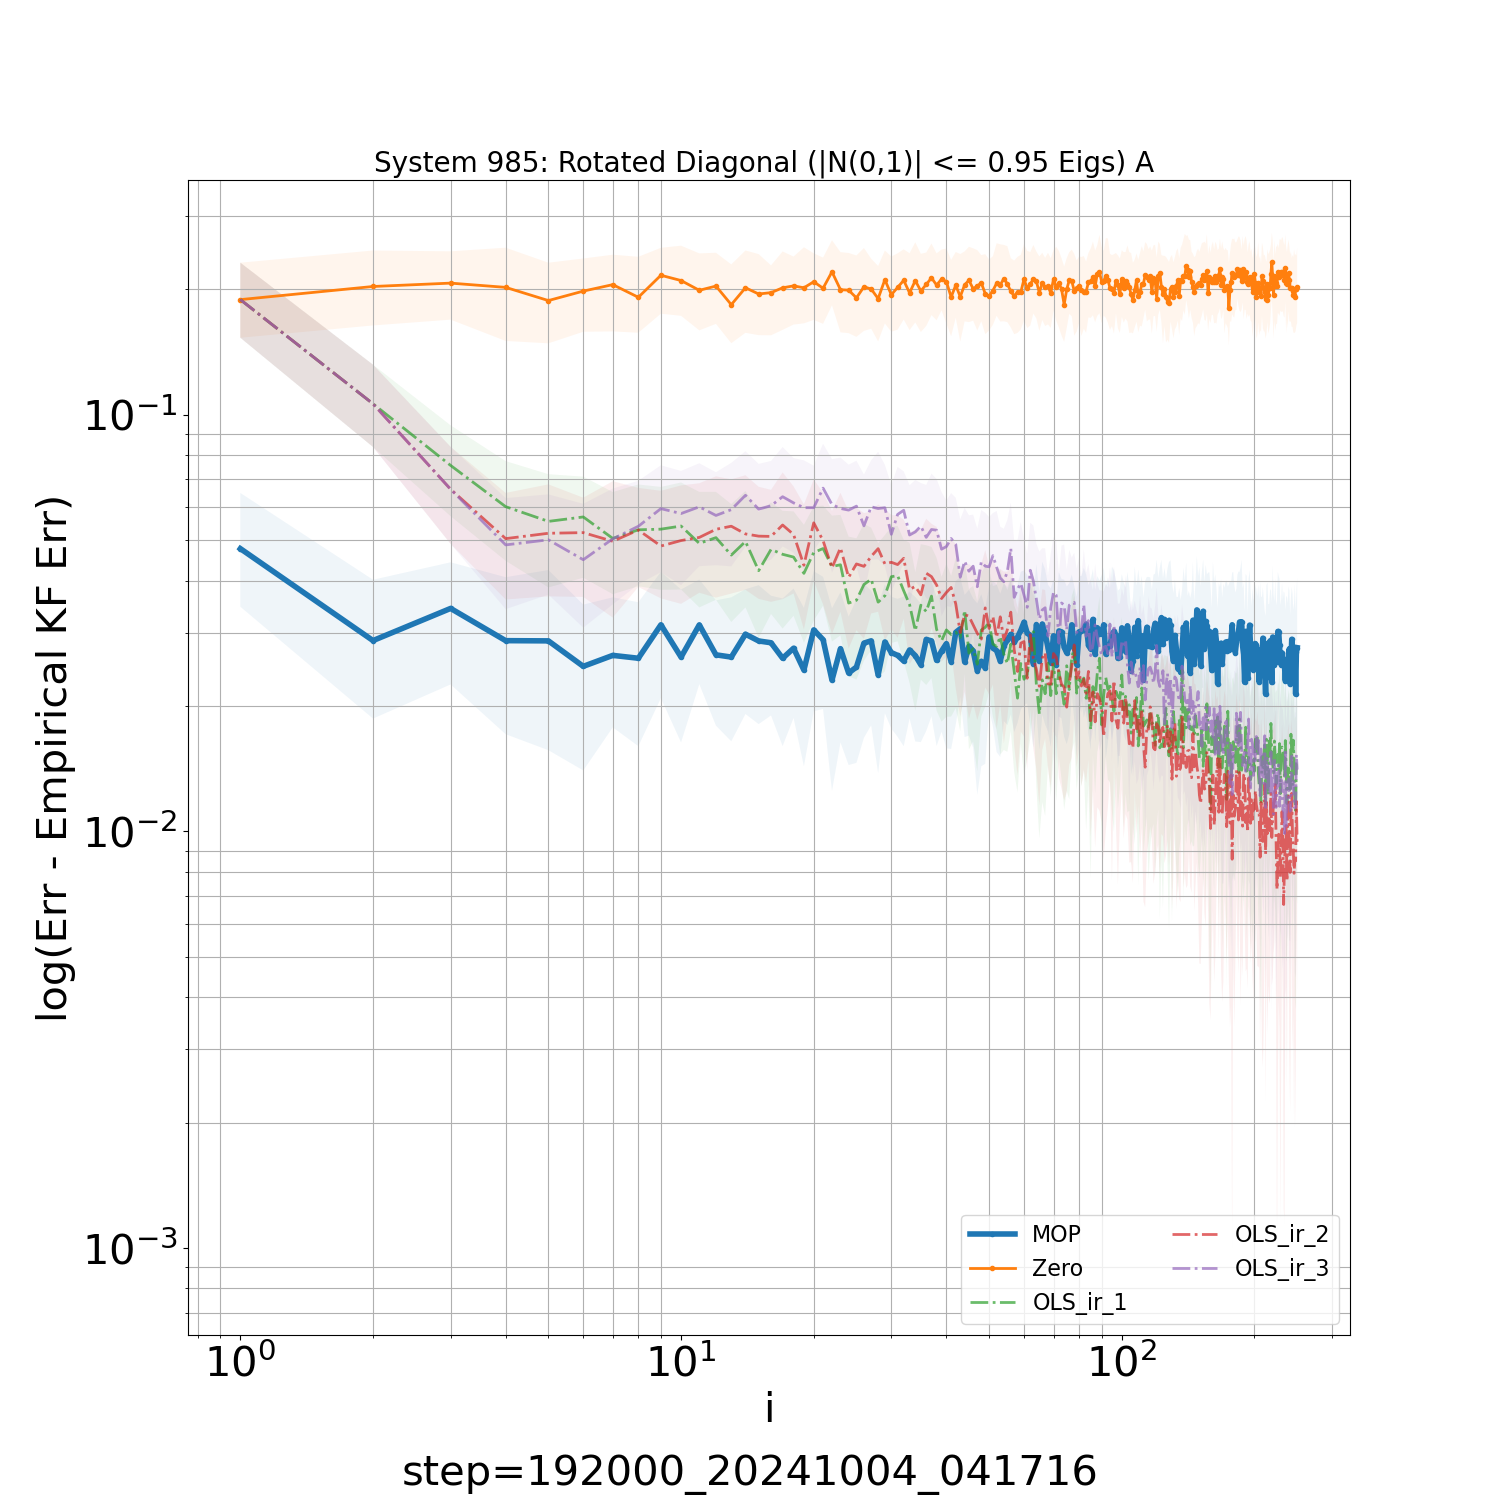 System 985: Rotated Diagonal (|N(0,1)| <= 0.95 Eigs) A
log(Err - Empirical KF Err)
10⁻¹
10⁻²
10⁻³
MOP
Zero
OLS_ir_1
OLS_ir_2
OLS_ir_3
10⁰ 10¹ 10²
i
step=192000_20241004_041716